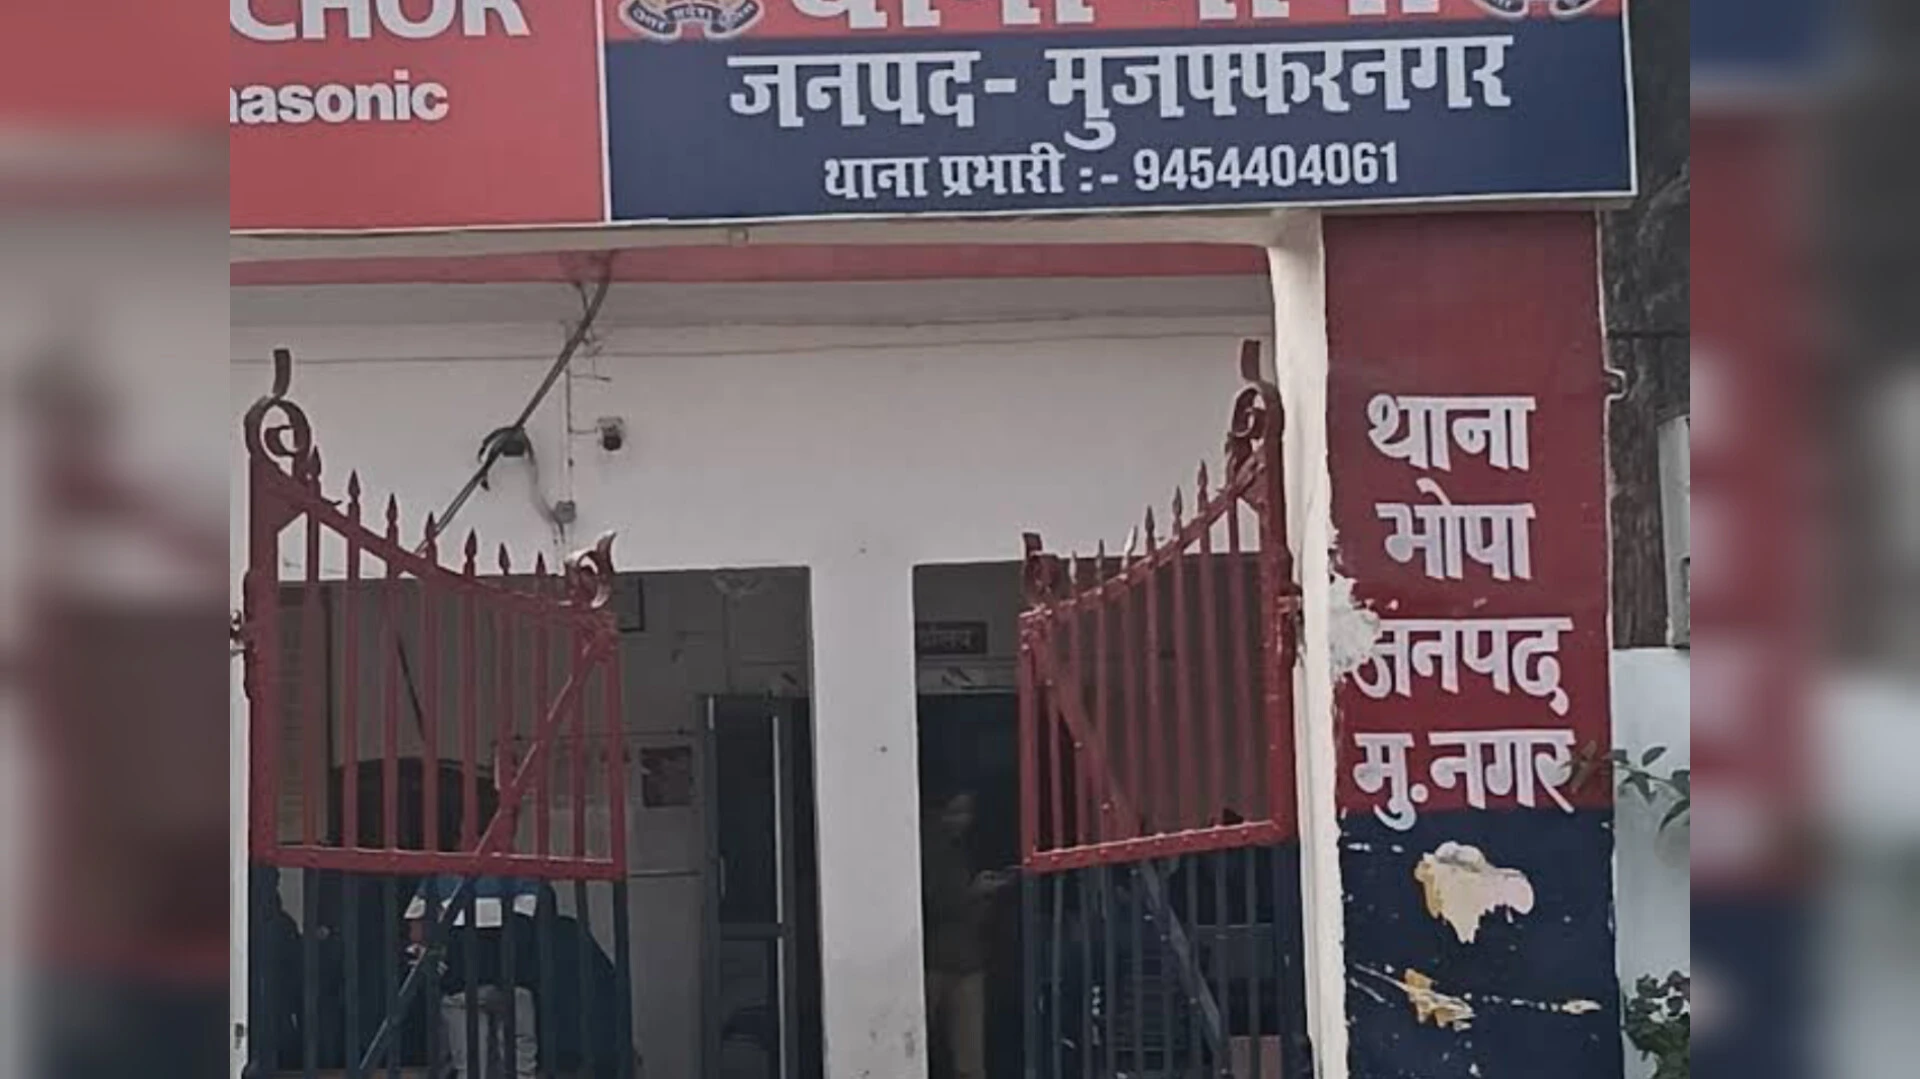 CHOR
nasonic
थाना भोपा
जनपद- मुजफ्फरनगर
थाना प्रभारी :- 9454404061
थाना
भोपा
जनपद
मु.नगर